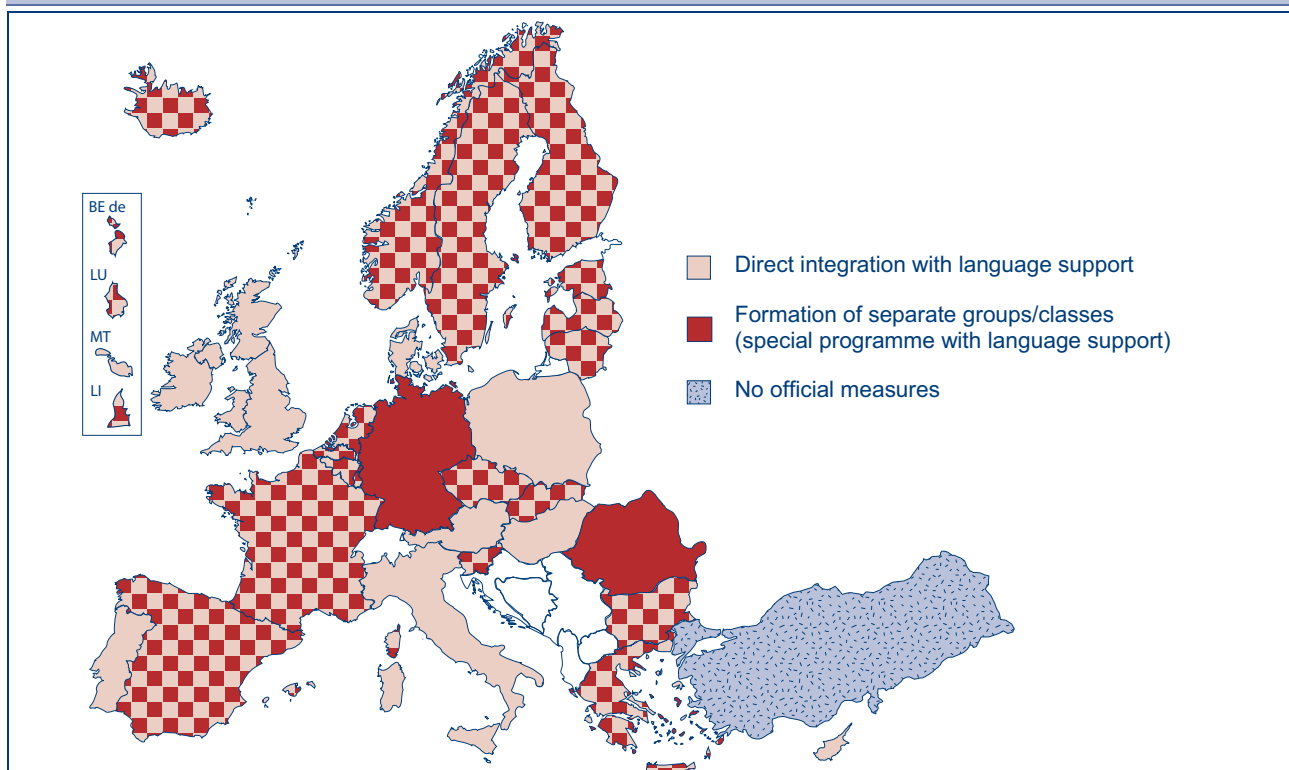 BE de
LU
MT
LI
Direct integration with language support
Formation of separate groups/classes
(special programme with language support)
No official measures